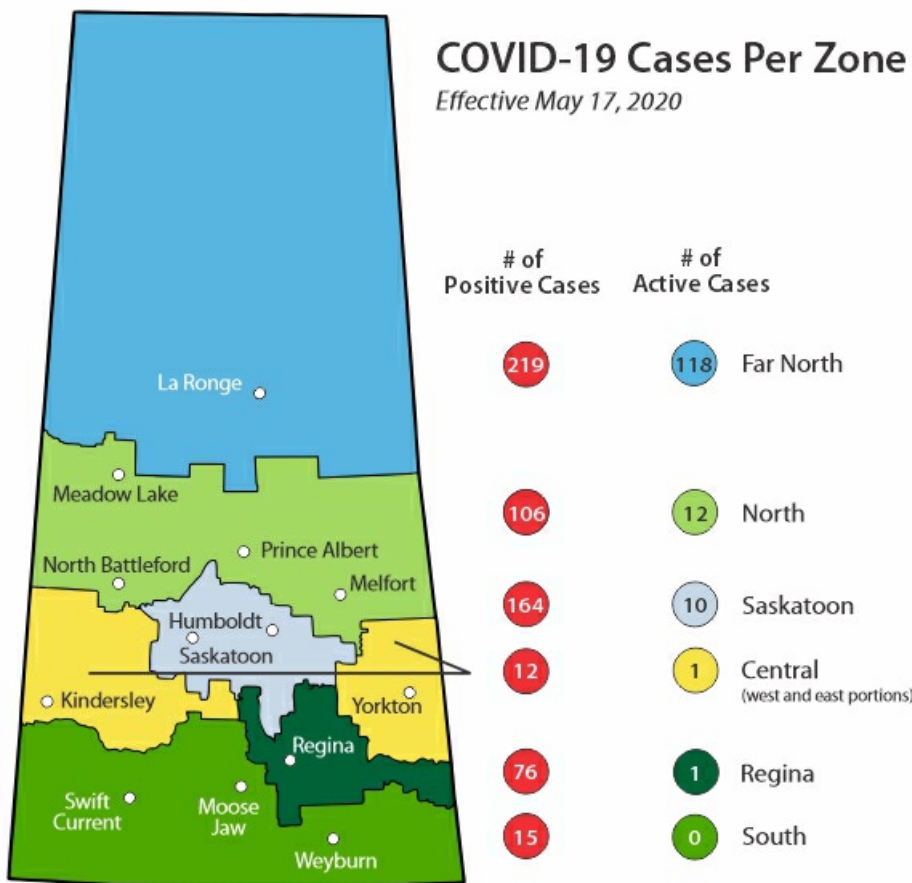 COVID-19 Cases Per Zone
Effective May 17, 2020
# of
Positive Cases
# of
Active Cases
219 118 Far North
106 12 North
164 10 Saskatoon
12 1 Central
(west and east portions)
76 1 Regina
15 0 South
La Ronge
Meadow Lake
Prince Albert
North Battleford
Melfort
Humboldt
Saskatoon
Kindersley
Yorkton
Regina
Swift
Current
Moose
Jaw
Weyburn